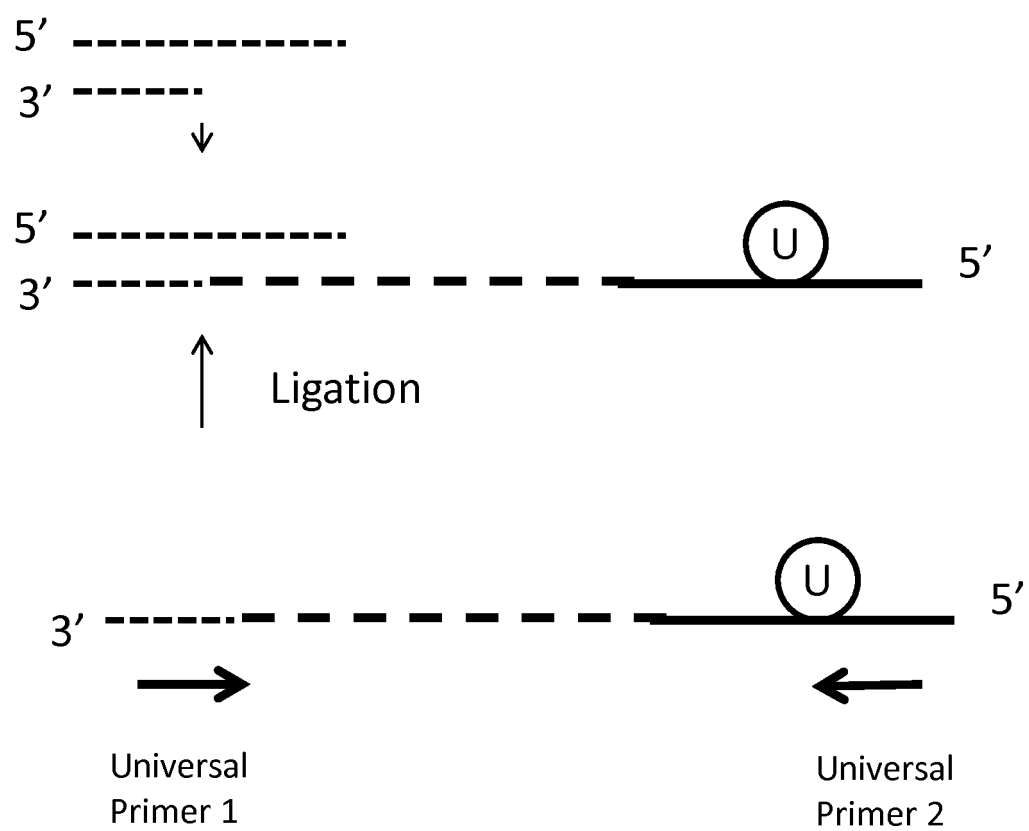 5’
3’
U
5’
5’
3’
Ligation
U
5’
3’
Universal
Primer 1
Universal
Primer 2